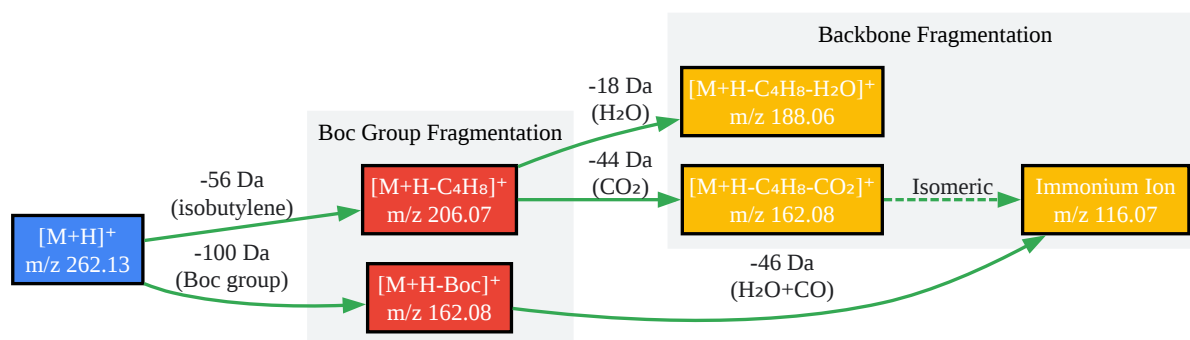 Backbone Fragmentation
-18 Da
(H₂O)
[M+H-C₄H₈-H₂O]⁺
m/z 188.06
Boc Group Fragmentation
-56 Da
(isobutylene)
[M+H-C₄H₈]⁺
m/z 206.07
-44 Da
(CO₂)
[M+H-C₄H₈-CO₂]⁺
m/z 162.08
Isomeric
Immonium Ion
m/z 116.07
[M+H]⁺
m/z 262.13
-100 Da
(Boc group)
[M+H-Boc]⁺
m/z 162.08
-46 Da
(H₂O+CO)